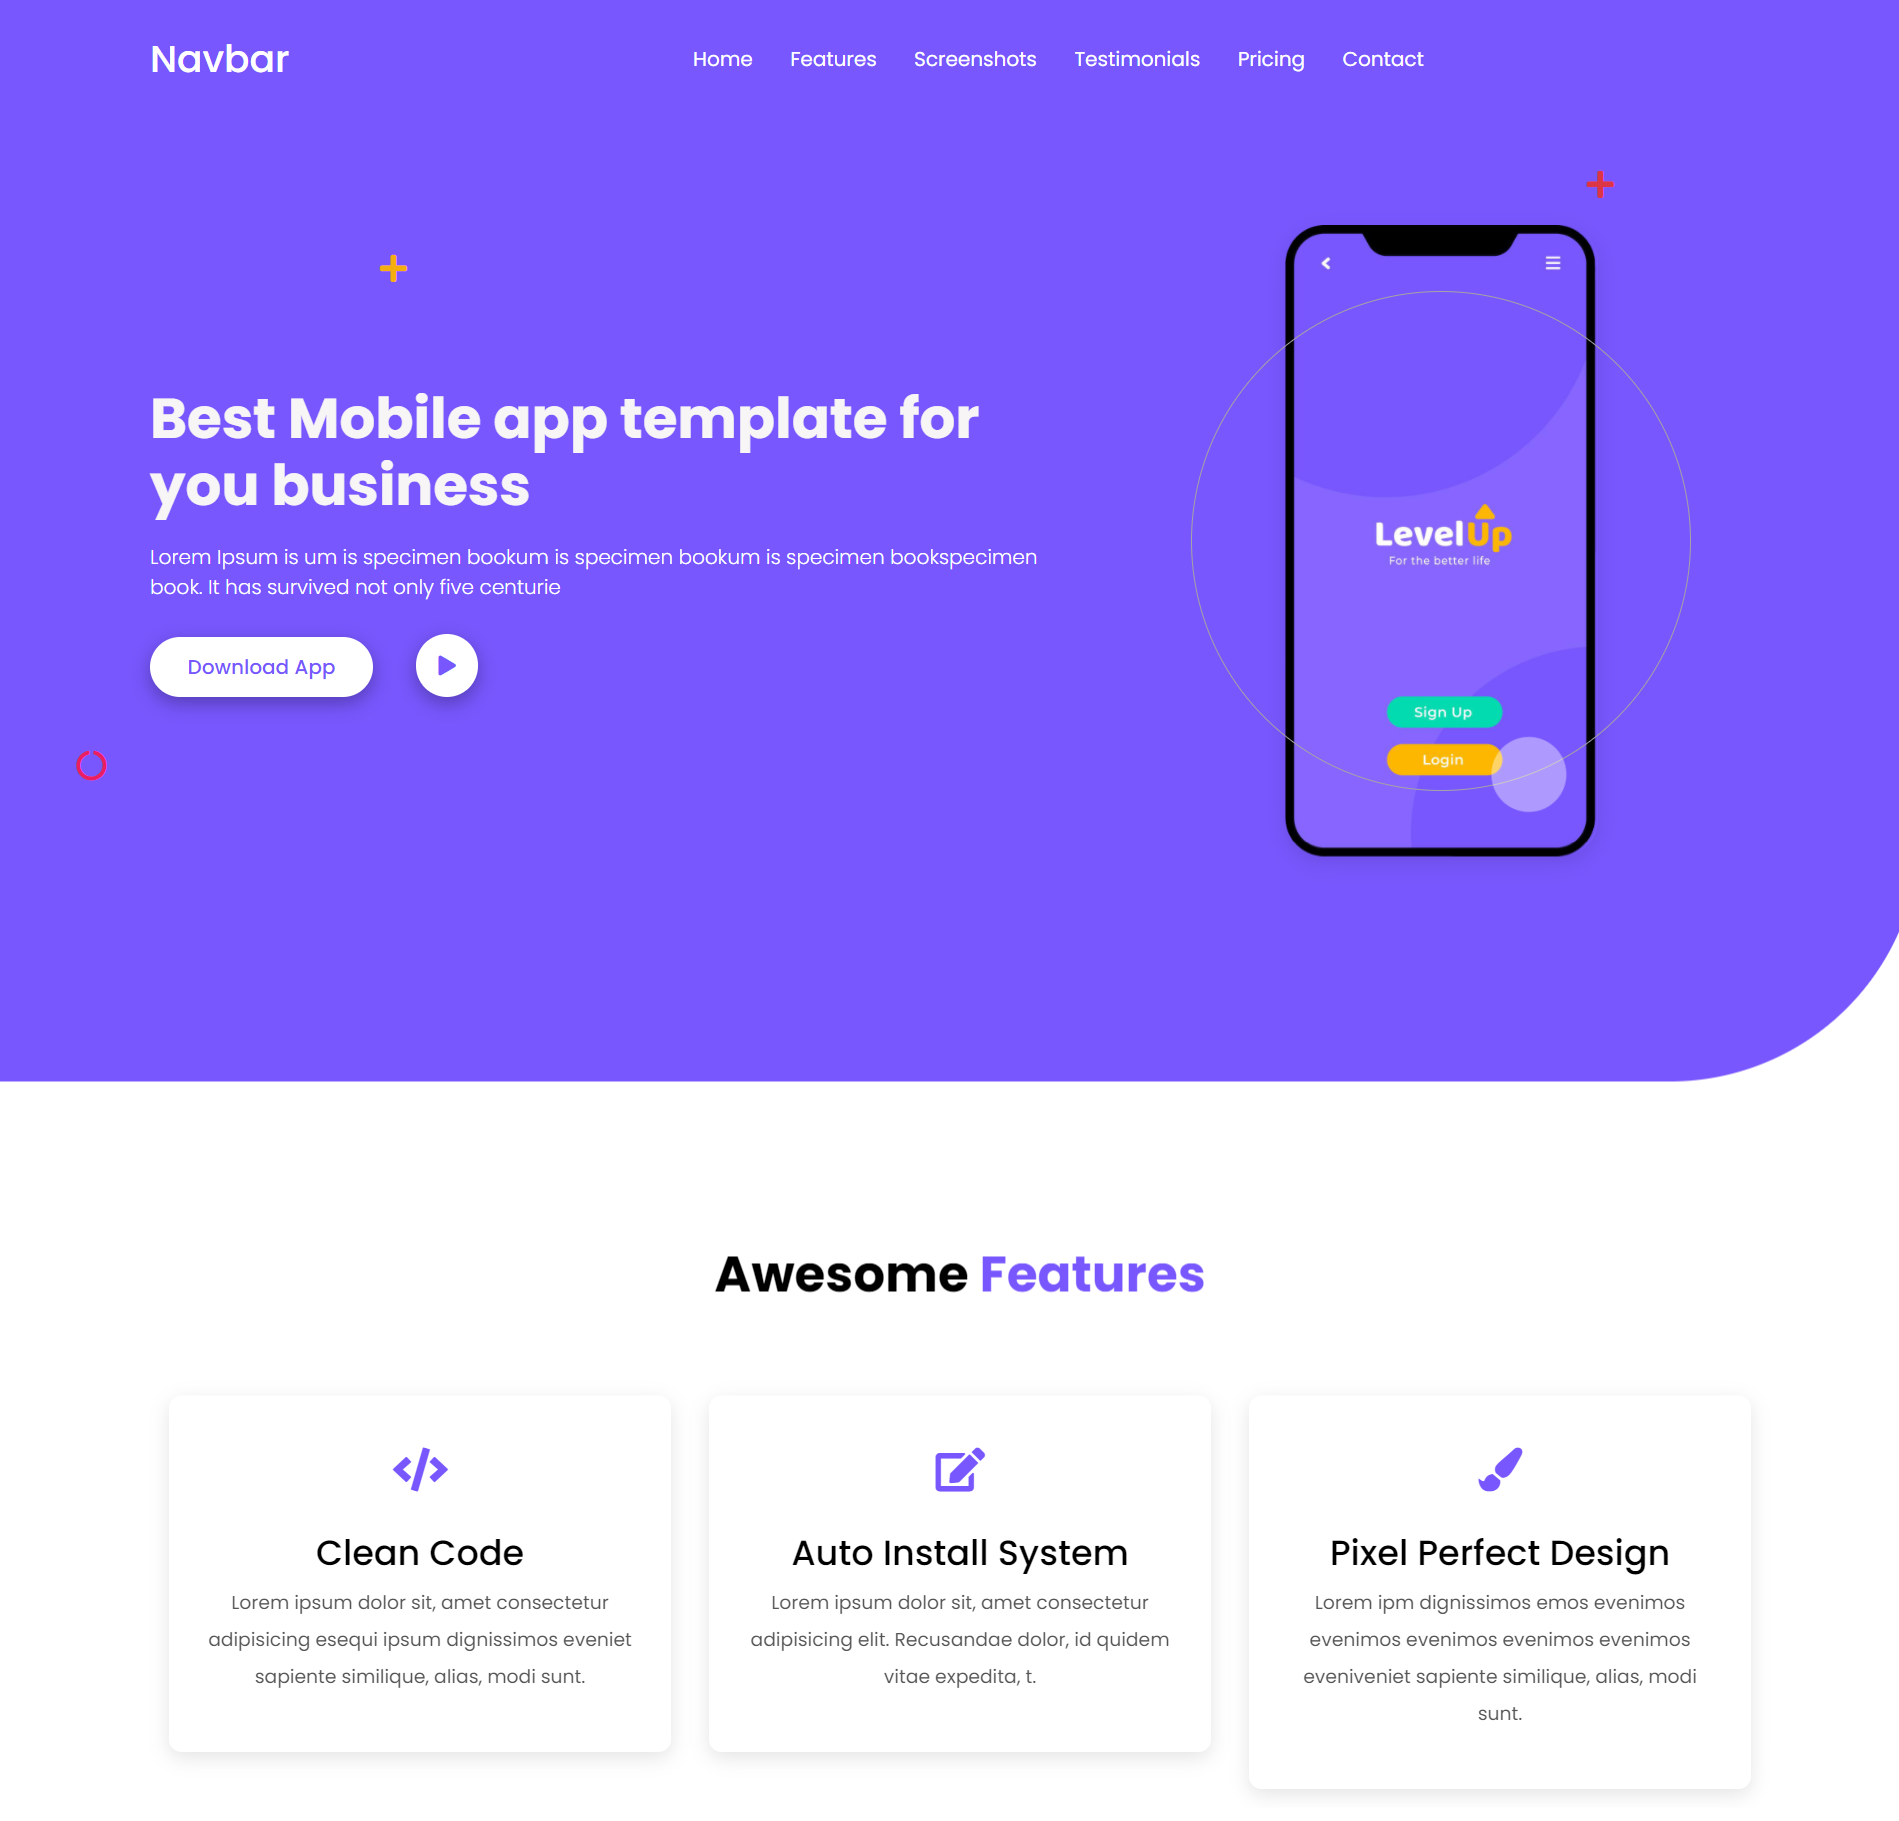 Navbar
Home Features Screenshots Testimonials Pricing Contact
Best Mobile app template for
you business
Lorem Ipsum is um is specimen bookum is specimen bookum is specimen bookspecimen
book. It has survived not only five centurie
Download App
LevelUp
For the better life
Sign Up
Login
Awesome Features
Clean Code
Lorem ipsum dolor sit, amet consectetur
adipisicing esequi ipsum dignissimos eveniet
sapiente similique, alias, modi sunt.
Auto Install System
Lorem ipsum dolor sit, amet consectetur
adipisicing elit. Recusandae dolor, id quidem
vitae expedita, t.
Pixel Perfect Design
Lorem ipm dignissimos emos evenimos
evenimos evenimos evenimos evenimos
eveniveniet sapiente similique, alias, modi
sunt.